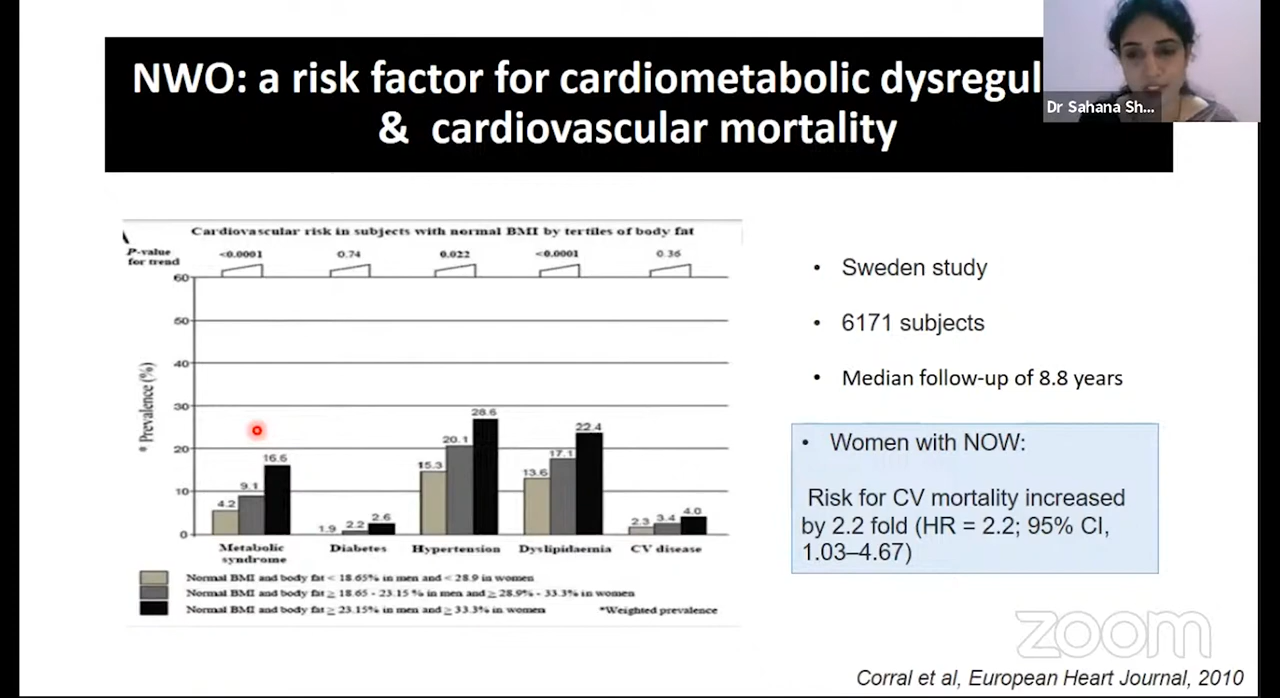 NWO: a risk factor for cardiometabolic dysregul
& cardiovascular mortality
Dr Sahana Sh...
Cardiovascular risk in subjects with normal BMI by tertiles of body fat
P-value
for trend
<0.0001 0.74 0.022 <0.0001 0.36
* Prevalence (%)
60
50
40
30
20
10
0
4.2 9.1 16.6
1.9 2.2 2.6
15.3 20.1 28.6
13.6 17.1 22.4
2.3 3.4 4.0
Metabolic
syndrome
Diabetes
Hypertension
Dyslipidaemia
CV disease
Normal BMI and body fat < 18.65% in men and < 28.9 in women
Normal BMI and body fat ≥ 18.65 - 23.15 % in men and ≥ 28.9% - 33.3% in women
Normal BMI and body fat ≥ 23.15% in men and ≥ 33.3% in women
*Weighted prevalence
• Sweden study
• 6171 subjects
• Median follow-up of 8.8 years
• Women with NOW:
Risk for CV mortality increased
by 2.2 fold (HR = 2.2; 95% CI,
1.03–4.67)
zoom
Corral et al, European Heart Journal, 2010